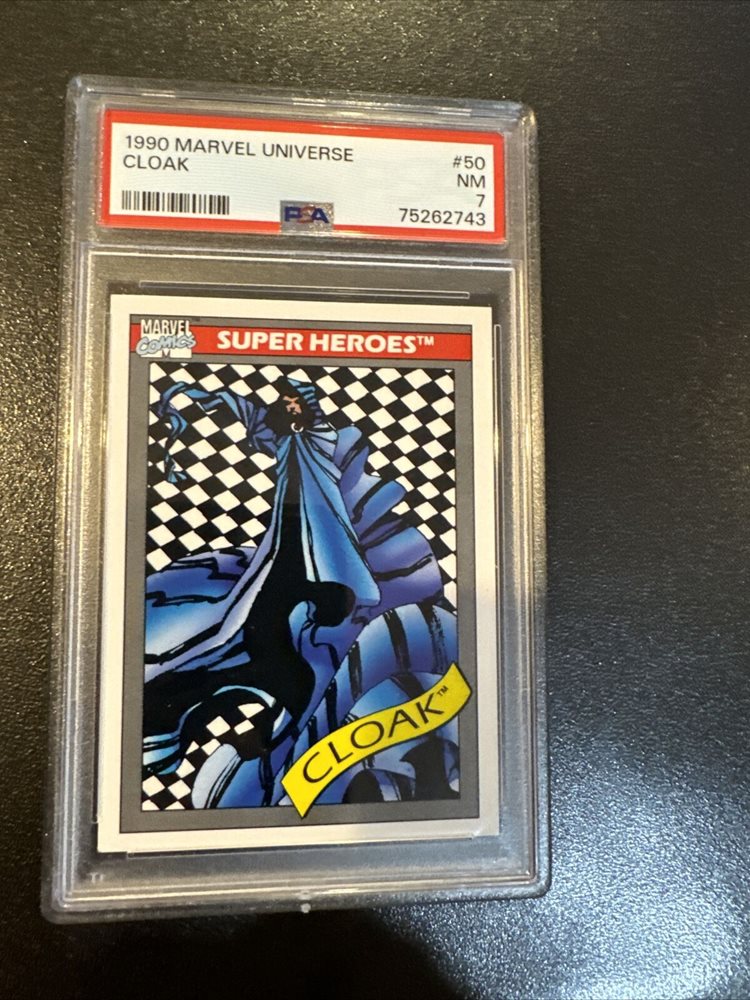 1990 MARVEL UNIVERSE #50
CLOAK NM
7
PSA 75262743
MARVEL
COMICS
SUPER HEROES™
CLOAK™